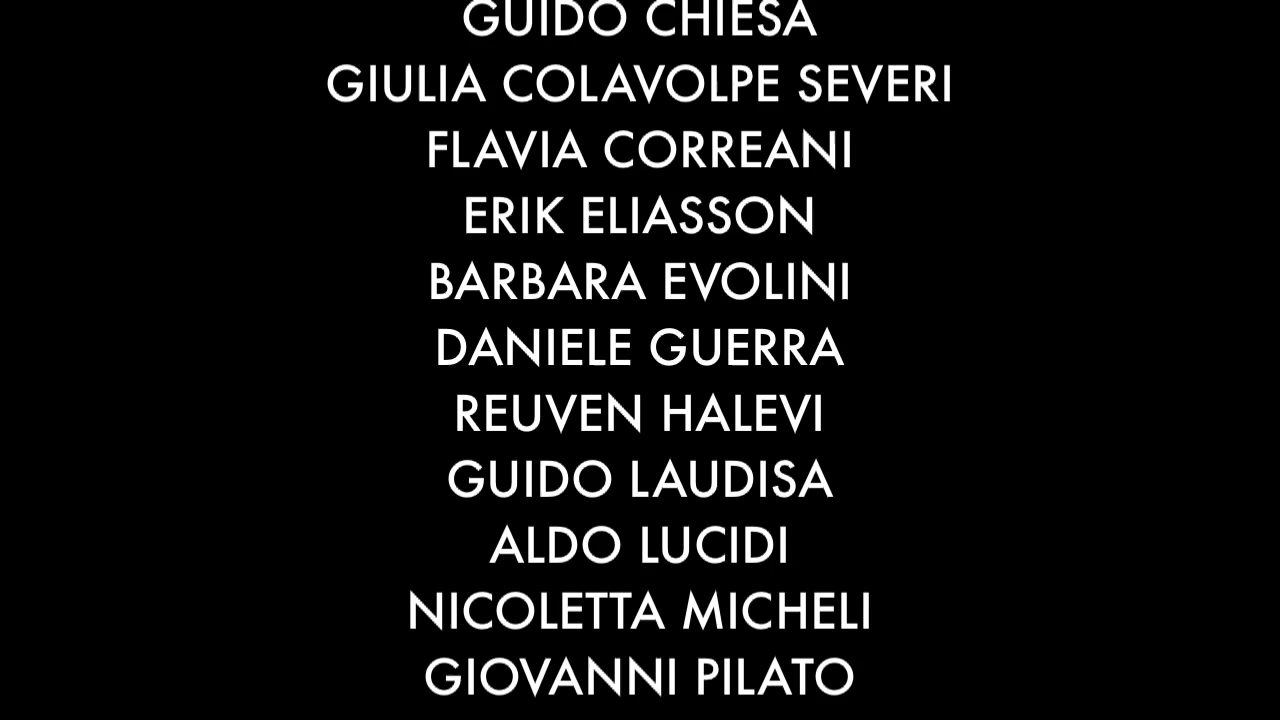 GUIDO CHIESA
GIULIA COLAVOLPE SEVERI
FLAVIA CORREANI
ERIK ELIASSON
BARBARA EVOLINI
DANIELE GUERRA
REUVEN HALEVI
GUIDO LAUDISA
ALDO LUCIDI
NICOLETTA MICHELI
GIOVANNI PILATO